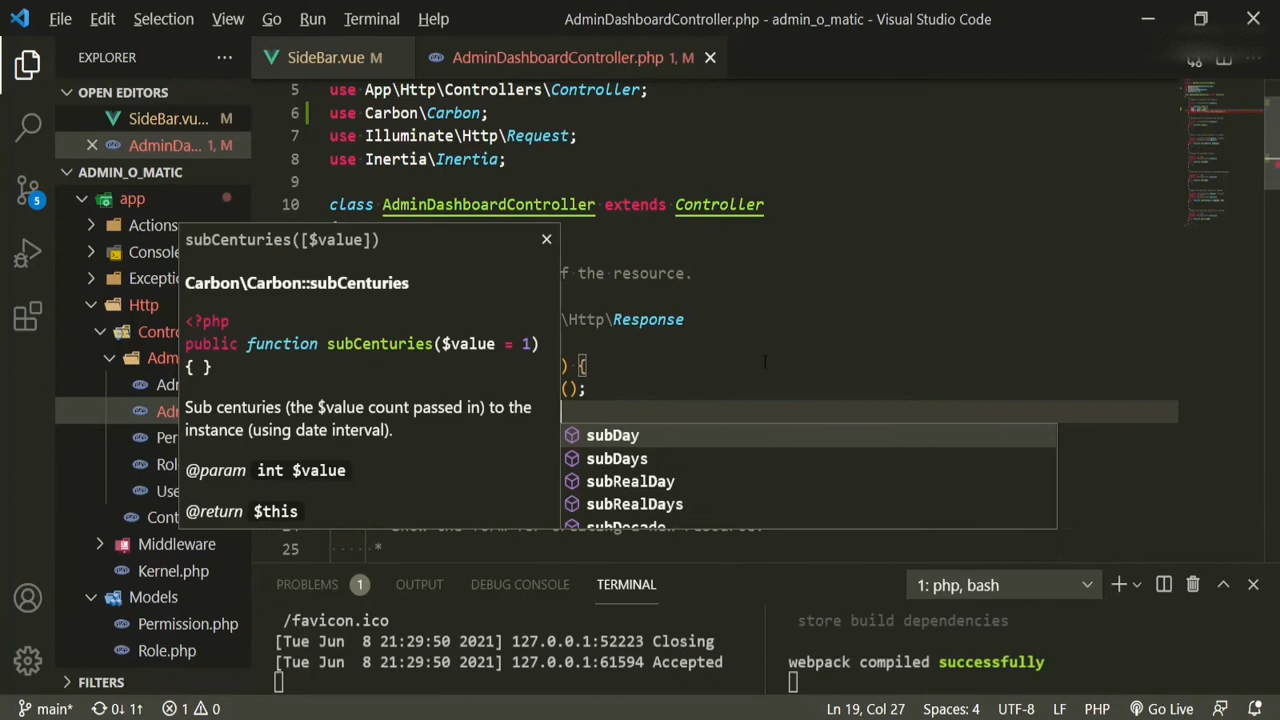 File Edit Selection View Go Run Terminal Help AdminDashboardController.php - admin_o_matic - Visual Studio Code
EXPLORER
SideBar.vue M
AdminDashboardController.php 1, M
OPEN EDITORS
SideBar.vu... M
AdminDa... 1, M
ADMIN_O_MATIC
app
Actions
Console
Exceptio
Http
Contro
Adm
Adm
Ad
Per
Rol
Use
Cont
Middleware
Kernel.php
Models
Permission.php
Role.php
FILTERS
5
5 use App\Http\Controllers\Controller;
6 use Carbon\Carbon;
7 use Illuminate\Http\Request;
8 use Inertia\Inertia;
9
10 class AdminDashboardController extends Controller
f the resource.
\Http\Response
) {
();
subCenturies([$value])
Carbon\Carbon::subCenturies
<?php
public function subCenturies($value = 1)
{ }
Sub centuries (the $value count passed in) to the
instance (using date interval).
@param int $value
@return $this
subDay
subDays
subRealDay
subRealDays
subDecade
25 *
PROBLEMS 1 OUTPUT DEBUG CONSOLE TERMINAL 1: php, bash
/favicon.ico
[Tue Jun 8 21:29:50 2021] 127.0.0.1:52223 Closing
[Tue Jun 8 21:29:50 2021] 127.0.0.1:61594 Accepted
store build dependencies
webpack compiled successfully
main* 0↓ 1↑ 1 0 Ln 19, Col 27 Spaces: 4 UTF-8 LF PHP Go Live